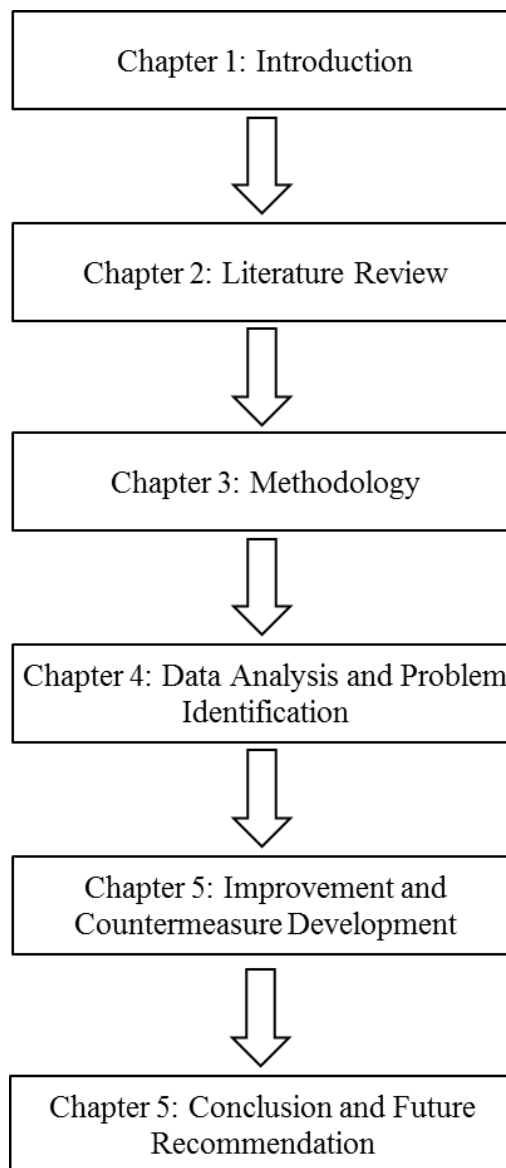 Chapter 1: Introduction
Chapter 2: Literature Review
Chapter 3: Methodology
Chapter 4: Data Analysis and Problem
Identification
Chapter 5: Improvement and
Countermeasure Development
Chapter 5: Conclusion and Future
Recommendation